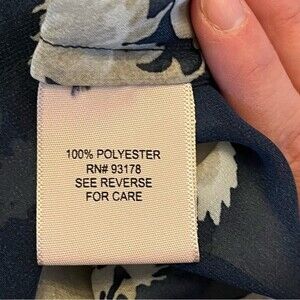 100% POLYESTER
RN# 93178
SEE REVERSE
FOR CARE